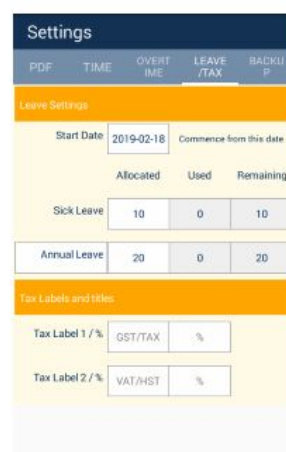 Settings
PDF TIME OVERT IME LEAVE /TAX BACKU P
Leave Settings
Start Date 2019-02-18 Commence from this date
Allocated Used Remaining
Sick Leave 10 0 10
Annual Leave 20 0 20
Tax Labels and titles
Tax Label 1 / % GST/TAX %
Tax Label 2 / % VAT/HST %